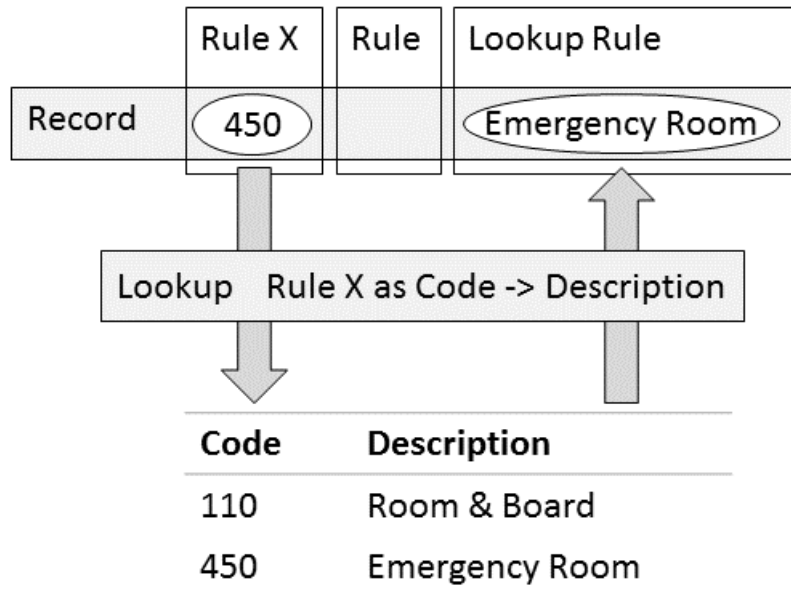 Rule X Rule Lookup Rule
Record 450 Emergency Room
Lookup Rule X as Code -> Description
Code Description
110 Room & Board
450 Emergency Room